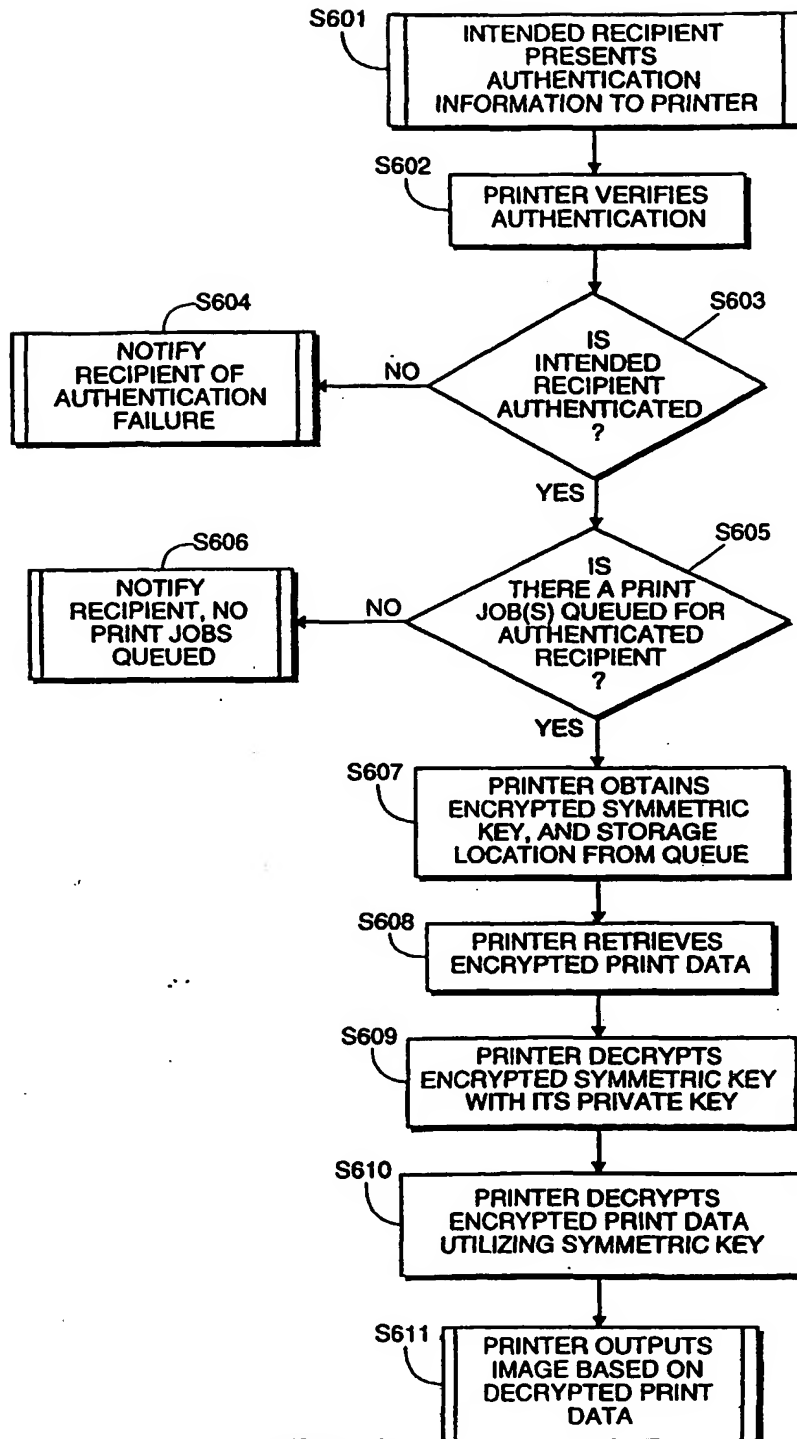 S601
INTENDED RECIPIENT
PRESENTS
AUTHENTICATION
INFORMATION TO PRINTER
S602
PRINTER VERIFIES
AUTHENTICATION
S603
IS
INTENDED
RECIPIENT
AUTHENTICATED
?
NO
S604
NOTIFY
RECIPIENT OF
AUTHENTICATION
FAILURE
YES
S605
IS
THERE A PRINT
JOB(S) QUEUED FOR
AUTHENTICATED
RECIPIENT
?
NO
S606
NOTIFY
RECIPIENT, NO
PRINT JOBS
QUEUED
YES
S607
PRINTER OBTAINS
ENCRYPTED SYMMETRIC
KEY, AND STORAGE
LOCATION FROM QUEUE
S608
PRINTER RETRIEVES
ENCRYPTED PRINT DATA
S609
PRINTER DECRYPTS
ENCRYPTED SYMMETRIC KEY
WITH ITS PRIVATE KEY
S610
PRINTER DECRYPTS
ENCRYPTED PRINT DATA
UTILIZING SYMMETRIC KEY
S611
PRINTER OUTPUTS
IMAGE BASED ON
DECRYPTED PRINT
DATA